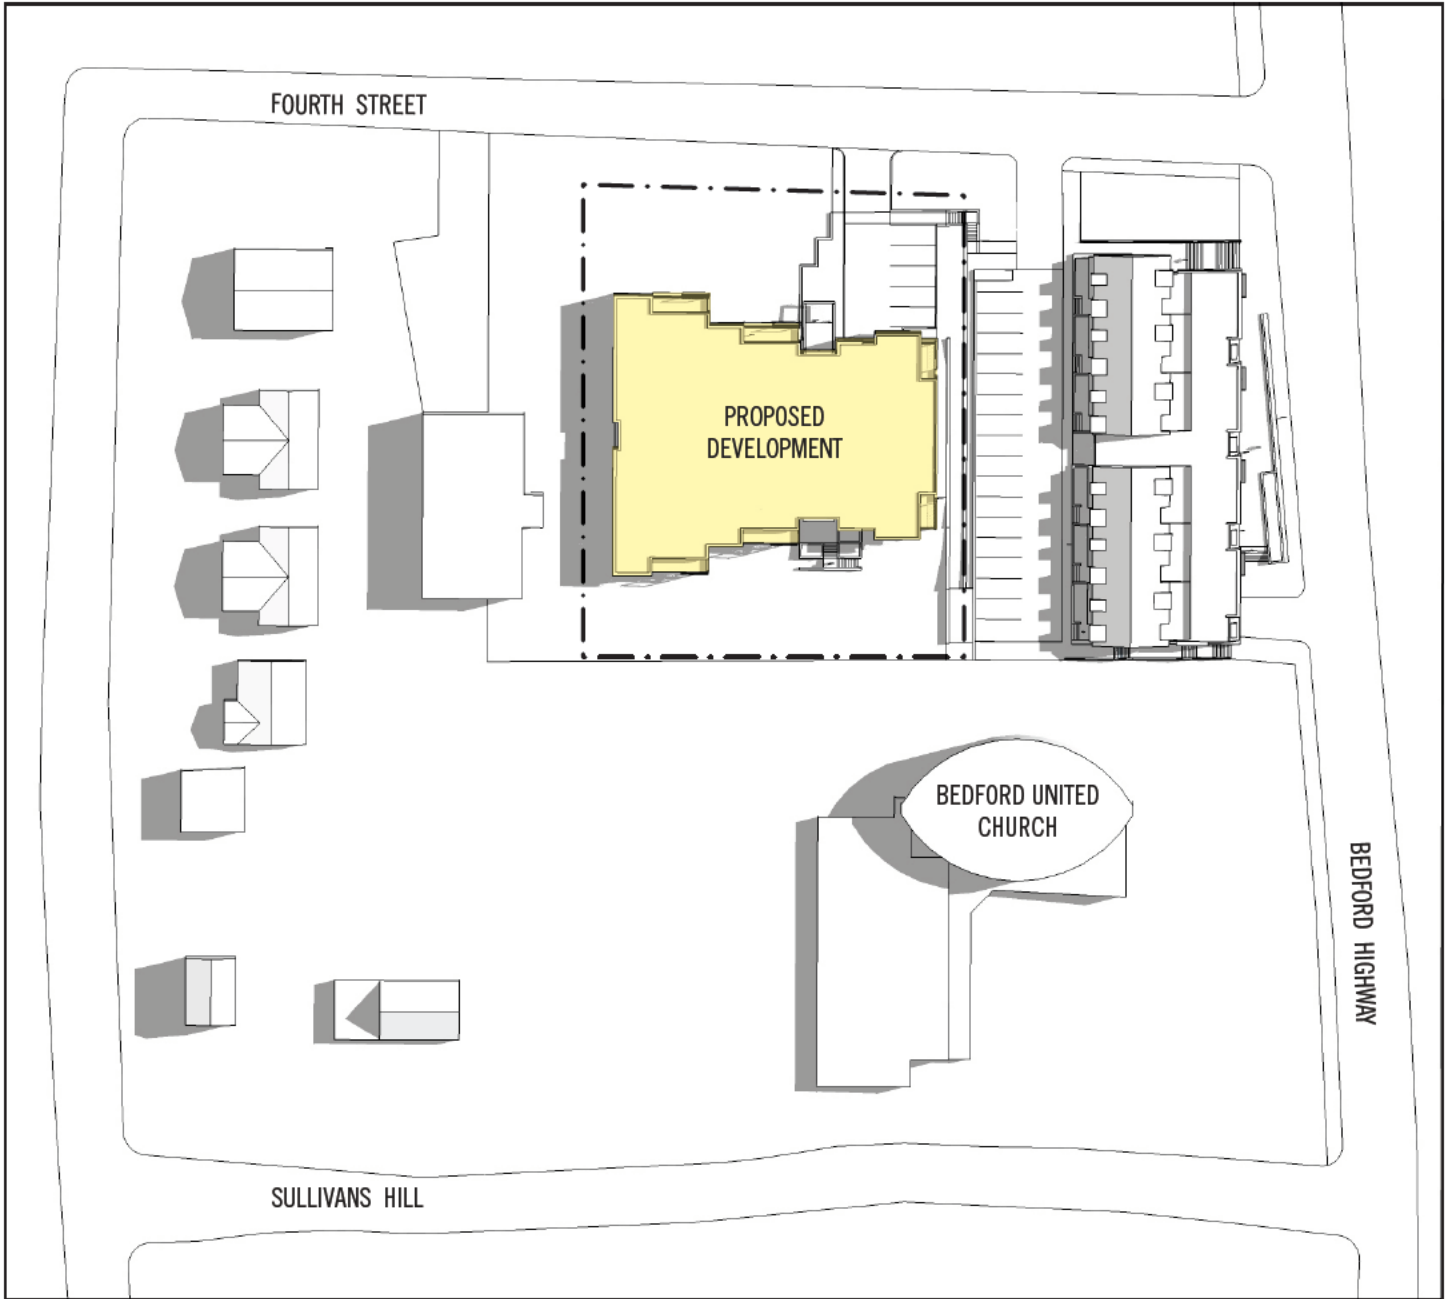 FOURTH STREET
PROPOSED
DEVELOPMENT
BEDFORD UNITED
CHURCH
BEDFORD HIGHWAY
SULLIVANS HILL